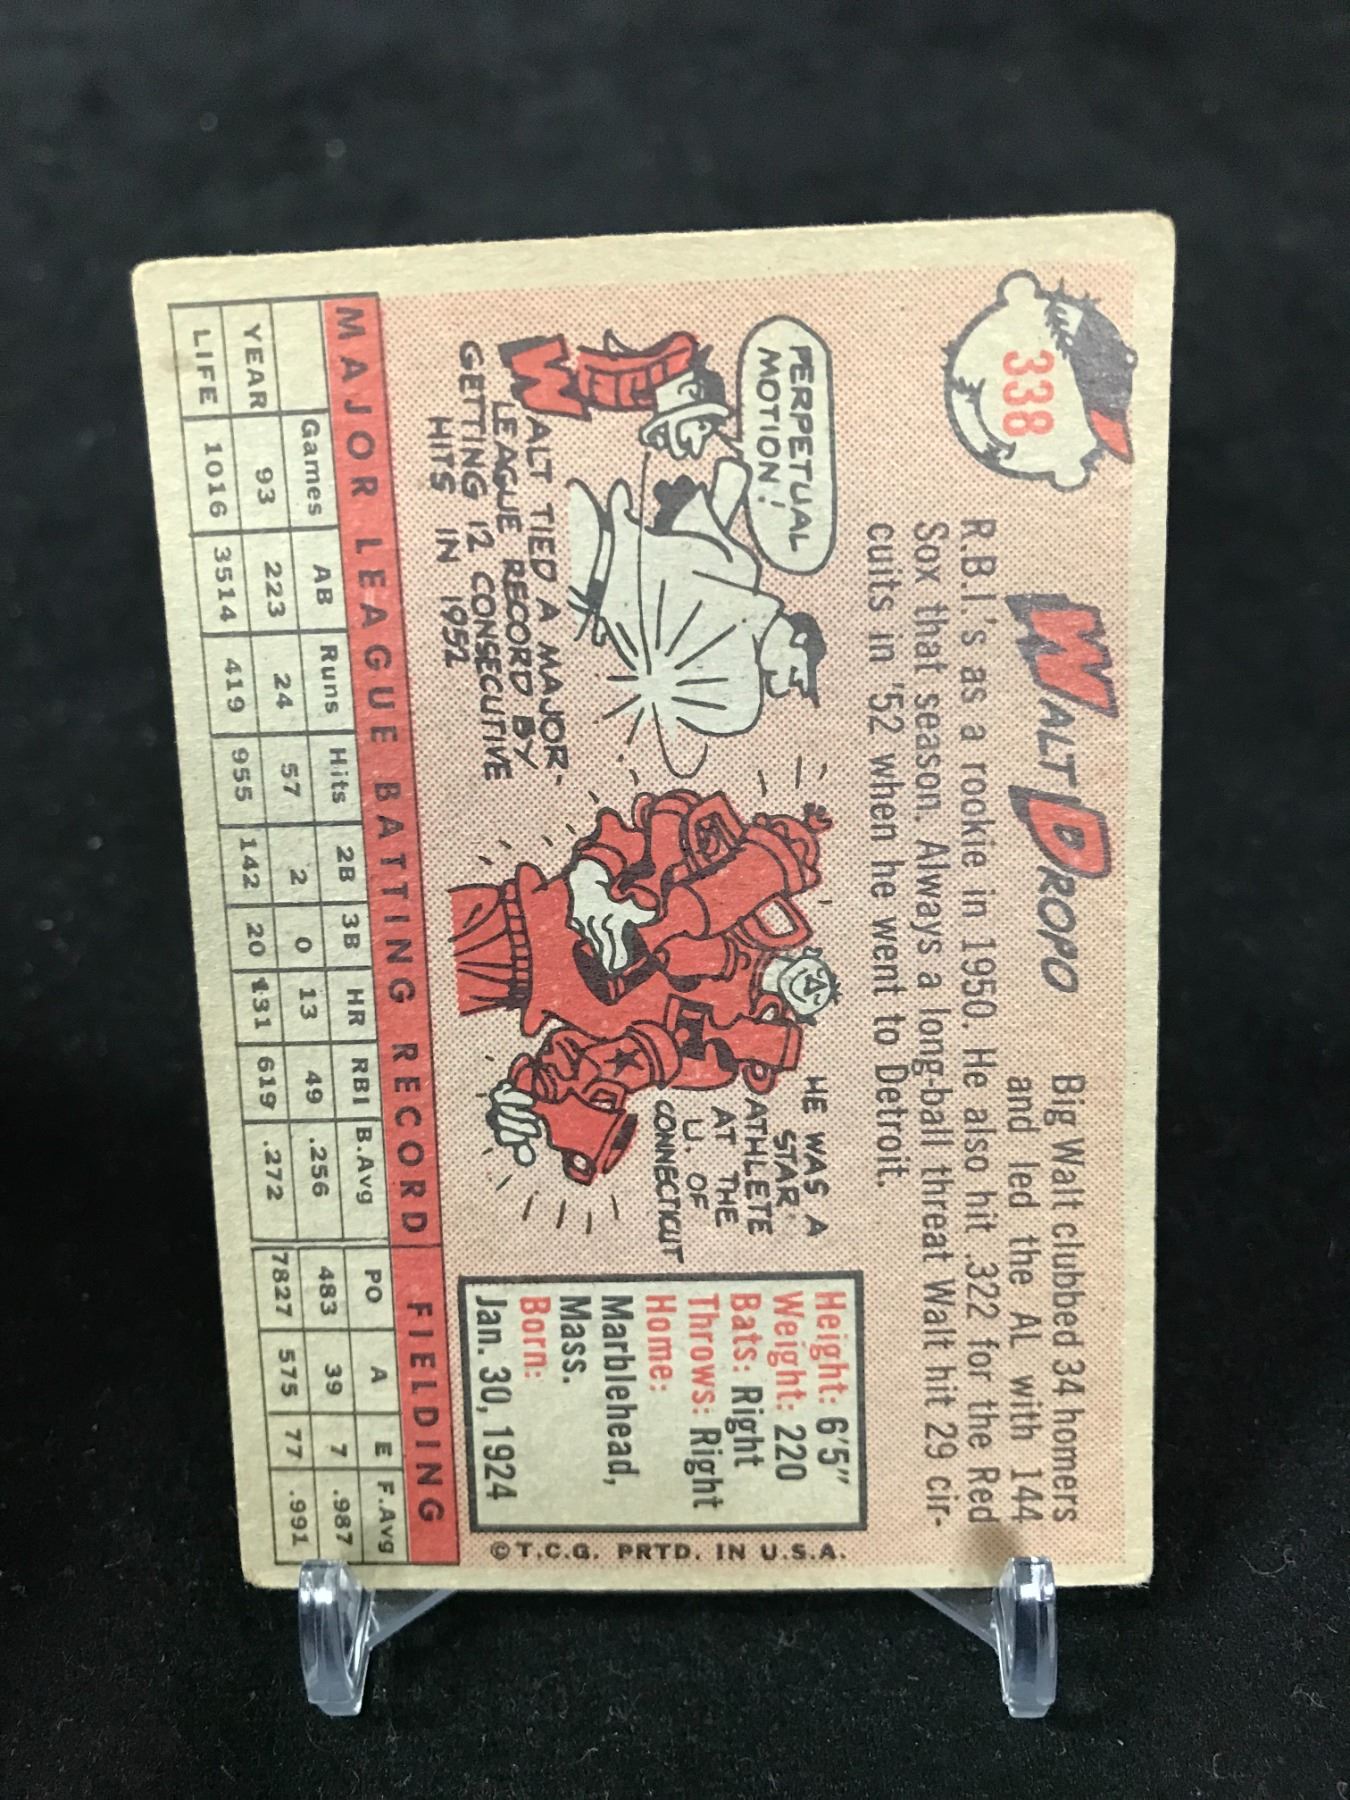 338
WALT DROPO
Big Walt clubbed 34 homers
and led the AL with 144
R.B.I.'s as a rookie in 1950. He also hit .322 for the Red
Sox that season. Always a long-ball threat Walt hit 29 cir-
cuits in '52 when he went to Detroit.
PERPETUAL
MOTION!
WALT TIED A MAJOR-
LEAGUE RECORD BY
GETTING 12 CONSECUTIVE
HITS IN 1952
HE WAS A
STAR
ATHLETE
AT THE
U. OF
CONNECTICUT
Height: 6'5"
Weight: 220
Bats: Right
Throws: Right
Home:
Marblehead,
Mass.
Born:
Jan. 30, 1924
©T.C.G. PRTD. IN U.S.A.
MAJOR LEAGUE BATTING RECORD FIELDING
Games AB Runs Hits 2B 3B HR RBI B.Avg PO A E F.Avg
YEAR 93 223 24 57 2 0 13 49 .256 483 39 7 .987
LIFE 1016 3514 419 955 142 20 131 619 .272 7827 575 77 .991